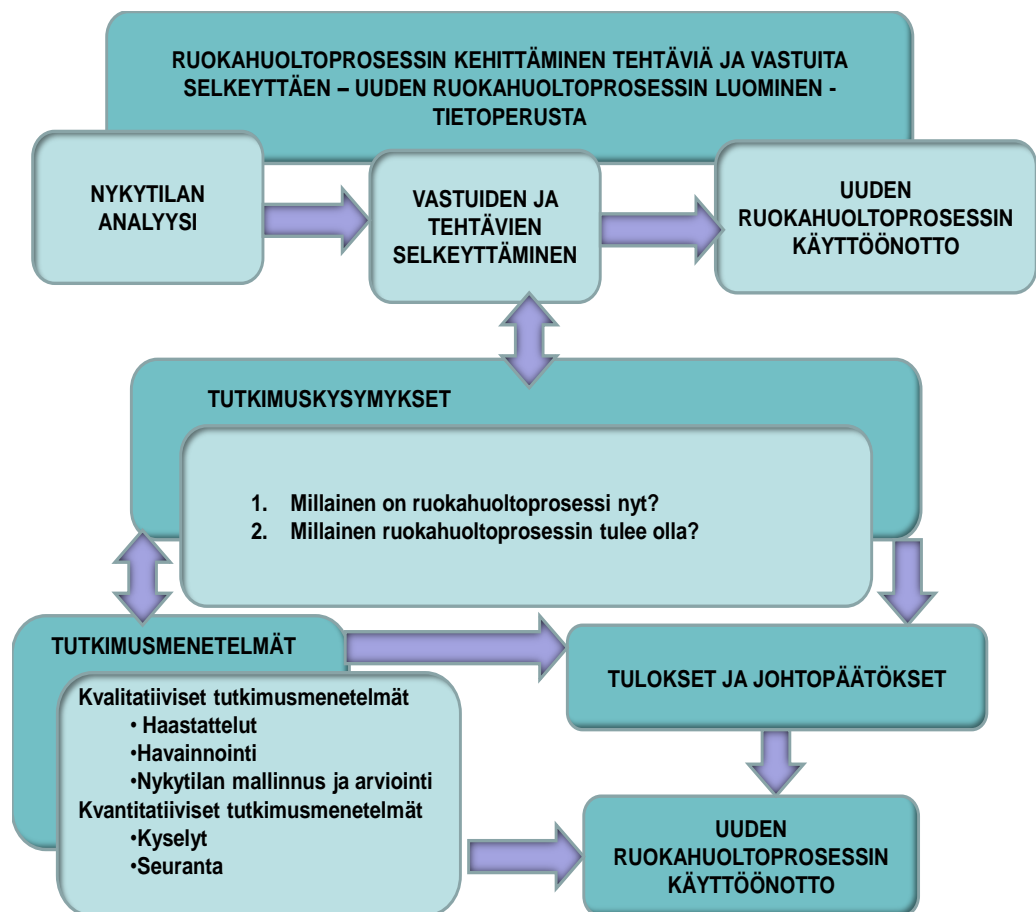 RUOKAHUOLTOPROSESSIN KEHITTÄMINEN TEHTÄVIÄ JA VASTUITA
SELKEYTTÄEN – UUDEN RUOKAHUOLTOPROSESSIN LUOMINEN -
TIETOPERUSTA
NYKYTILAN
ANALYYSI
VASTUIDEN JA
TEHTÄVIEN
SELKEYTTÄMINEN
UUDEN
RUOKAHUOLTOPROSESSIN
KÄYTTÖÖNOTTO
TUTKIMUSKYSYMYKSET
1. Millainen on ruokahuoltoprosessi nyt?
2. Millainen ruokahuoltoprosessin tulee olla?
TUTKIMUSMENETELMÄT
Kvalitatiiviset tutkimusmenetelmät
• Haastattelut
•Havainnointi
•Nykytilan mallinnus ja arviointi
Kvantitatiiviset tutkimusmenetelmät
•Kyselyt
•Seuranta
TULOKSET JA JOHTOPÄÄTÖKSET
UUDEN
RUOKAHUOLTOPROSESSIN
KÄYTTÖÖNOTTO